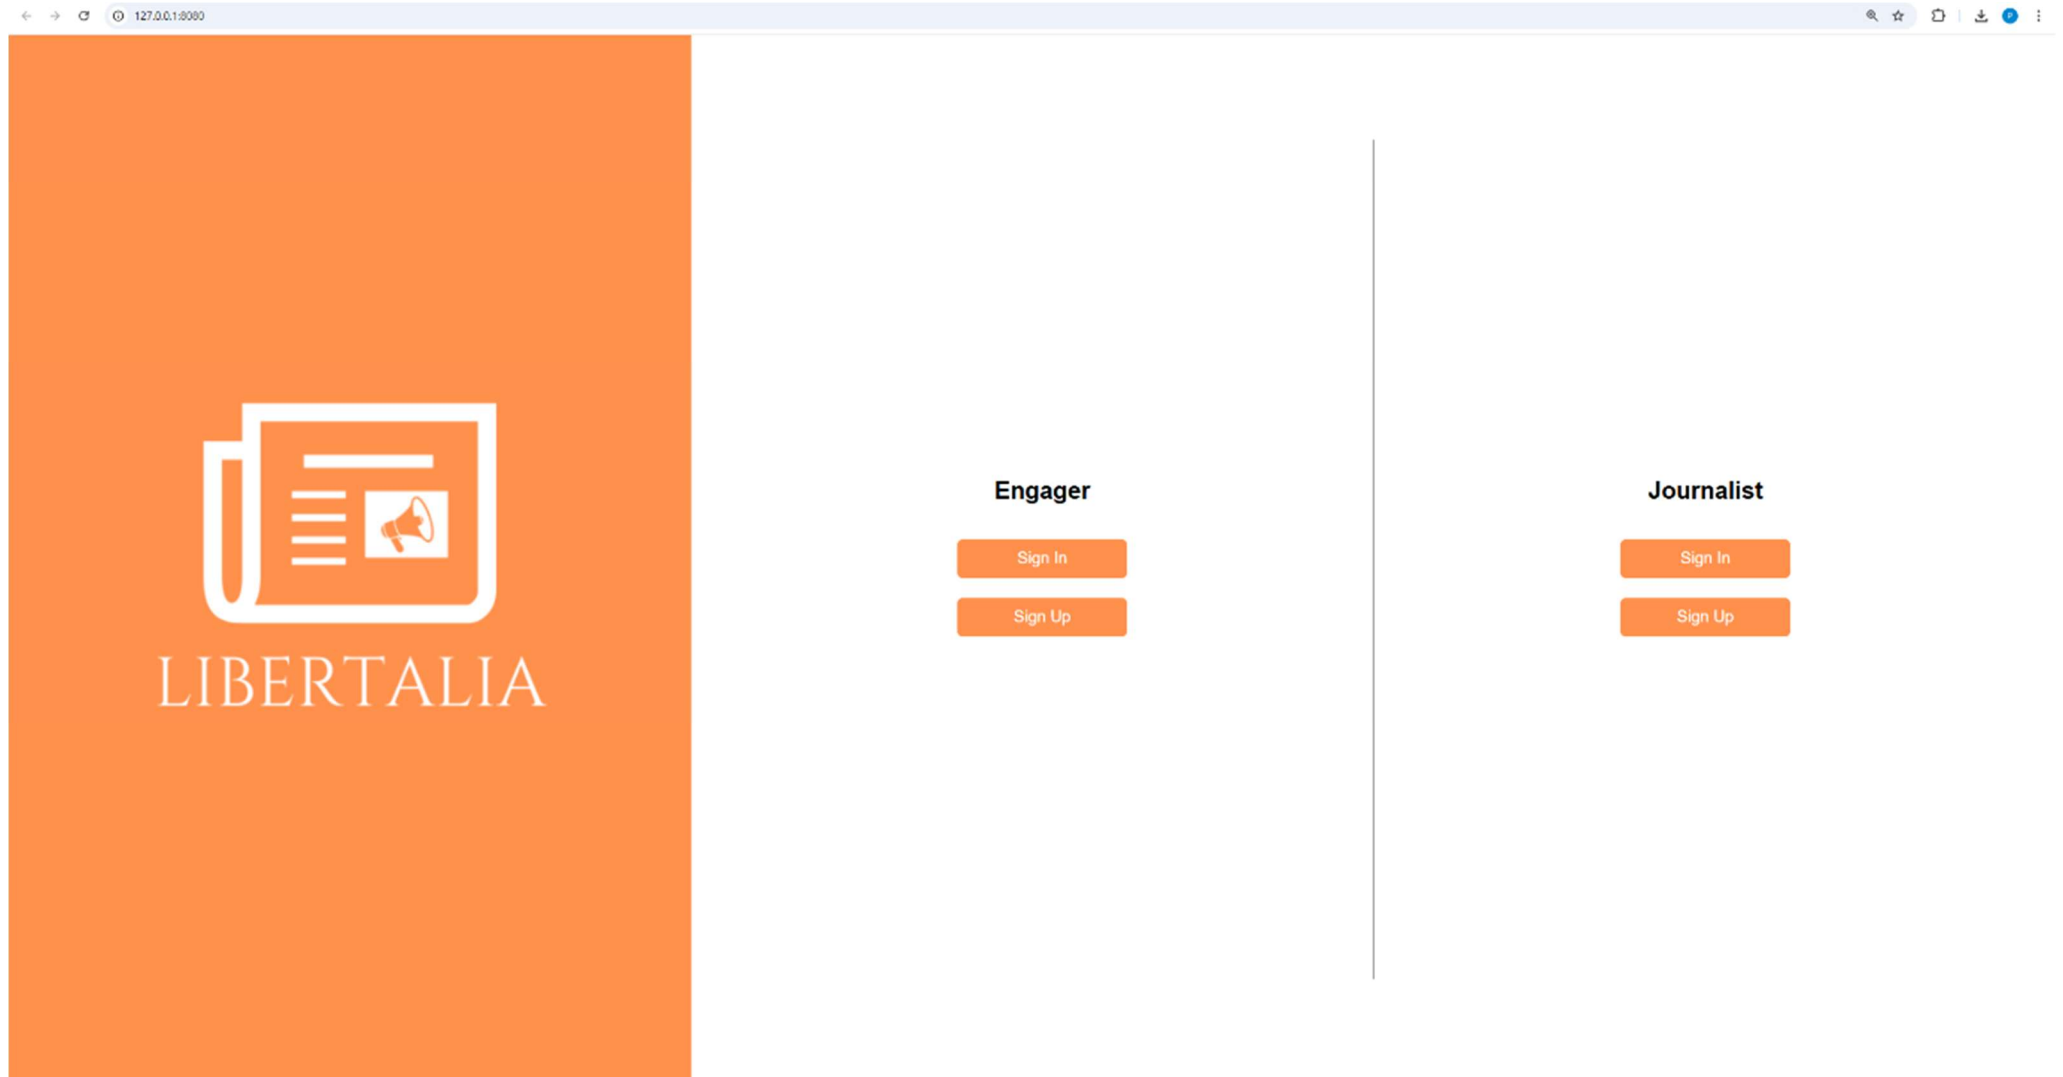 127.0.0.1:8080
LIBERTALIA
Engager
Sign In
Sign Up
Journalist
Sign In
Sign Up